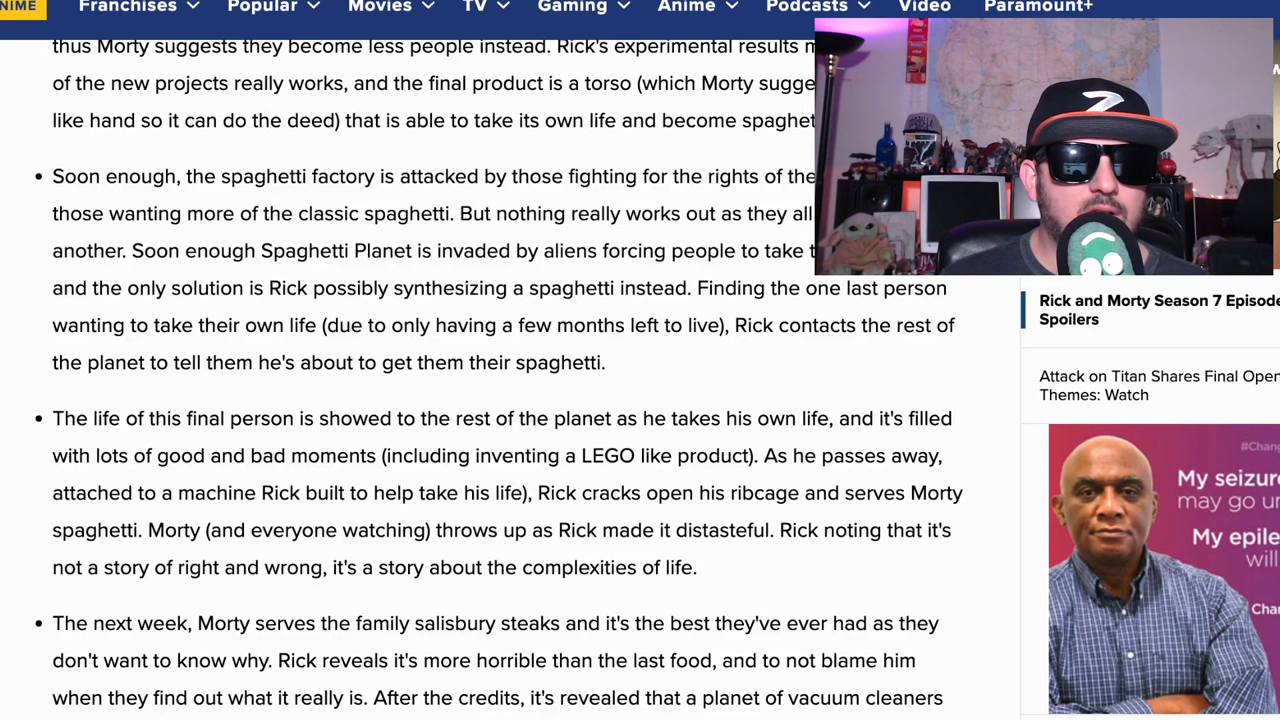 NIME
Franchises
Popular
Movies
TV
Gaming
Anime
Podcasts
Video
Paramount+
thus Morty suggests they become less people instead. Rick's experimental results
of the new projects really works, and the final product is a torso (which Morty sugge
like hand so it can do the deed) that is able to take its own life and become spaghet
Soon enough, the spaghetti factory is attacked by those fighting for the rights of the
those wanting more of the classic spaghetti. But nothing really works out as they all
another. Soon enough Spaghetti Planet is invaded by aliens forcing people to take t
and the only solution is Rick possibly synthesizing a spaghetti instead. Finding the one last person
wanting to take their own life (due to only having a few months left to live), Rick contacts the rest of
the planet to tell them he's about to get them their spaghetti.
The life of this final person is showed to the rest of the planet as he takes his own life, and it's filled
with lots of good and bad moments (including inventing a LEGO like product). As he passes away,
attached to a machine Rick built to help take his life), Rick cracks open his ribcage and serves Morty
spaghetti. Morty (and everyone watching) throws up as Rick made it distasteful. Rick noting that it's
not a story of right and wrong, it's a story about the complexities of life.
The next week, Morty serves the family salisbury steaks and it's the best they've ever had as they
don't want to know why. Rick reveals it's more horrible than the last food, and to not blame him
when they find out what it really is. After the credits, it's revealed that a planet of vacuum cleaners
Rick and Morty Season 7 Episode
Spoilers
Attack on Titan Shares Final Open
Themes: Watch
#Chan
My seizure
may go un
My epile
will
Chan